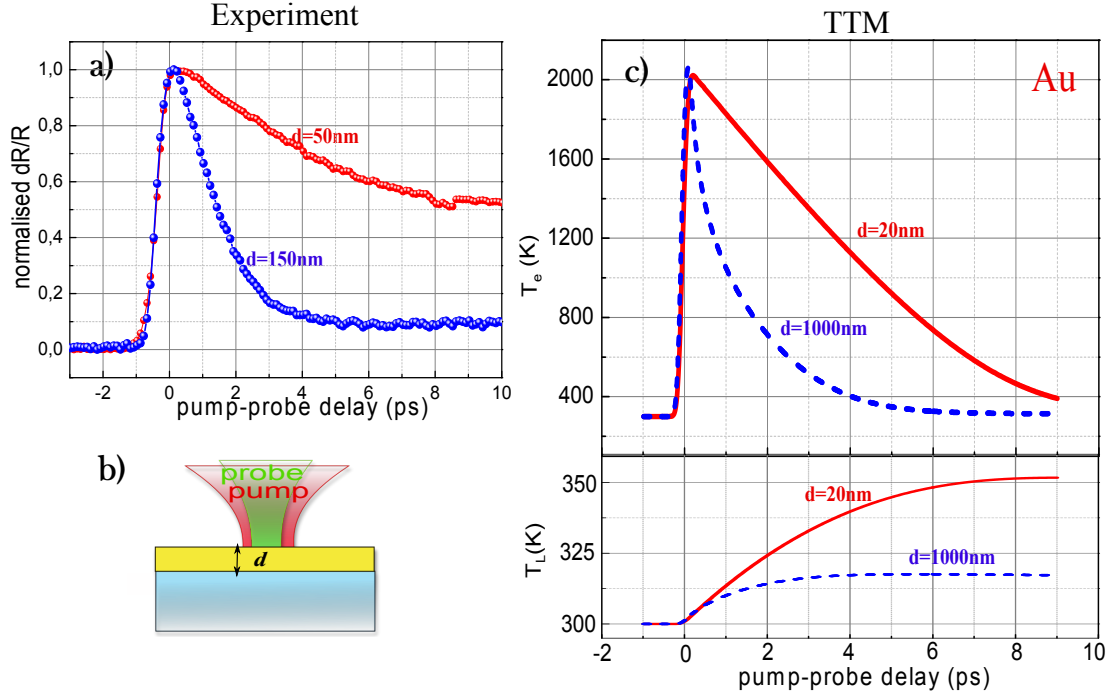 Experiment
a)
normalised dR/R
1,0
0,8
0,6
0,4
0,2
0,0
d=50nm
d=150nm
-2 0 2 4 6 8 10
pump-probe delay (ps)
b)
probe
pump
d
TTM
c)
Au
T_e (K)
2000
1600
1200
800
400
d=20nm
d=1000nm
T_L(K)
350
325
300
d=20nm
d=1000nm
-2 0 2 4 6 8 10
pump-probe delay (ps)